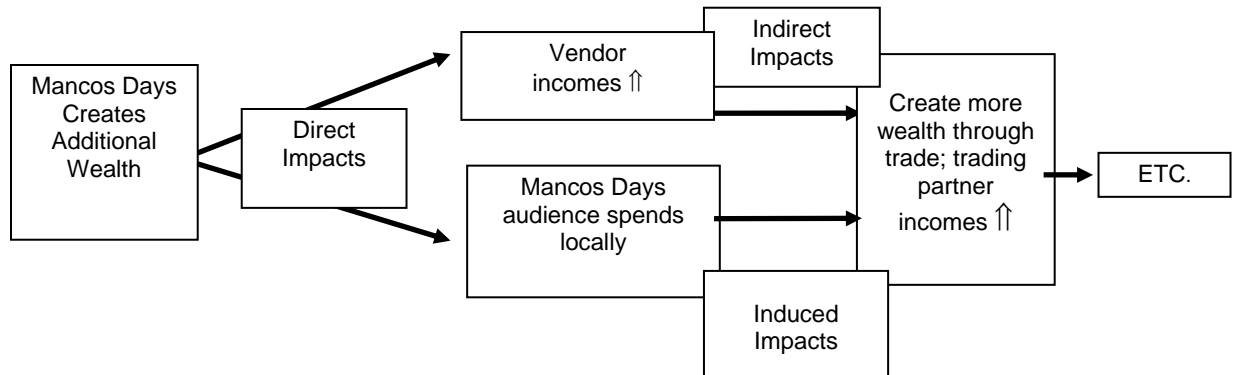 Mancos Days
Creates
Additional
Wealth
Direct
Impacts
Vendor
incomes ⇑
Indirect
Impacts
Mancos Days
audience spends
locally
Induced
Impacts
Create more
wealth through
trade; trading
partner
incomes ⇑
ETC.